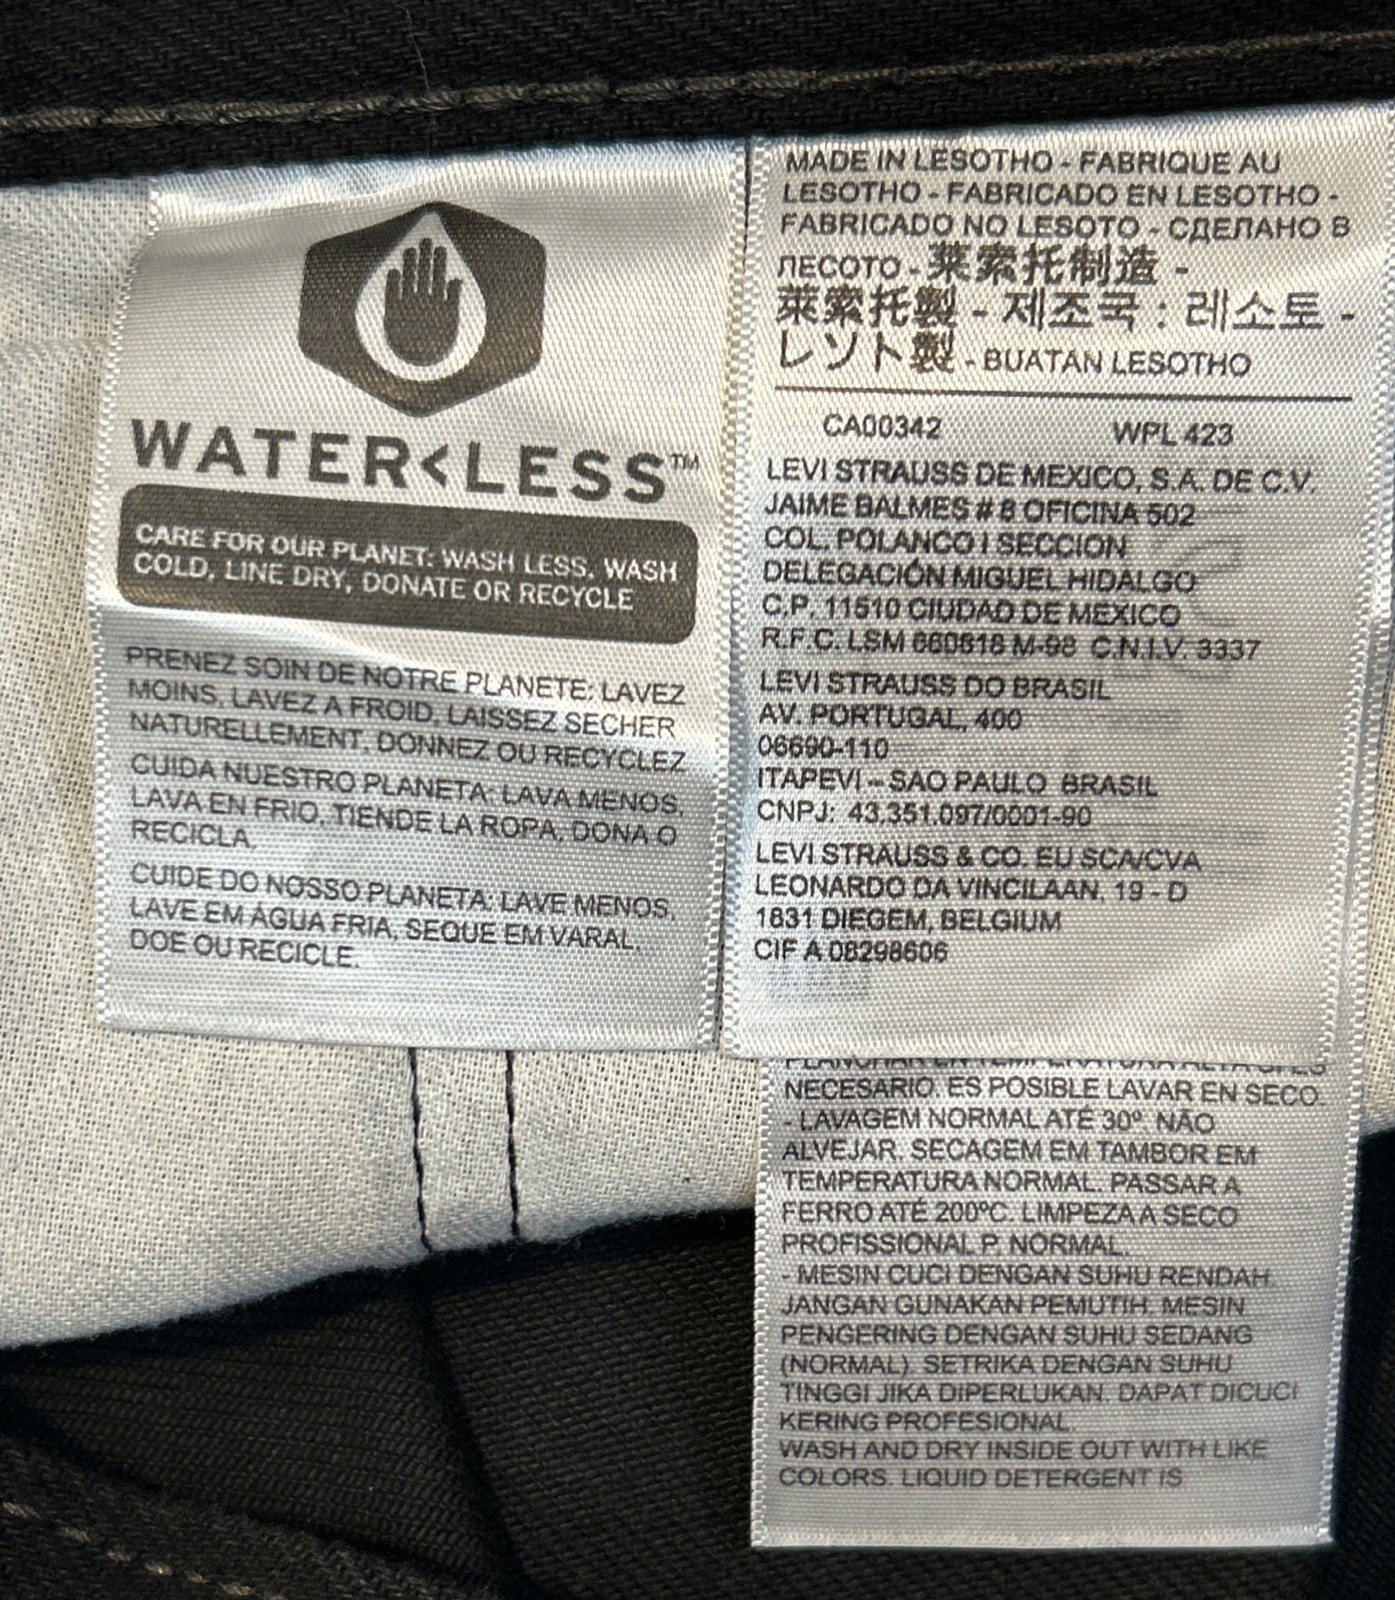 WATER<LESS™
CARE FOR OUR PLANET: WASH LESS, WASH
COLD, LINE DRY, DONATE OR RECYCLE
PRENEZ SOIN DE NOTRE PLANETE: LAVEZ
MOINS, LAVEZ A FROID, LAISSEZ SECHER
NATURELLEMENT, DONNEZ OU RECYCLEZ
CUIDA NUESTRO PLANETA: LAVA MENOS,
LAVA EN FRIO, TIENDE LA ROPA, DONA O
RECICLA.
CUIDE DO NOSSO PLANETA: LAVE MENOS,
LAVE EM AGUA FRIA, SEQUE EM VARAL,
DOE OU RECICLE.
MADE IN LESOTHO - FABRIQUE AU
LESOTHO - FABRICADO EN LESOTHO -
FABRICADO NO LESOTO - СДЕЛАНО В
ЛЕСОТО - 莱索托制造 -
萊索托製 - 제조국 : 레소토 -
レソト製 - BUATAN LESOTHO
CA00342 WPL 423
LEVI STRAUSS DE MEXICO, S.A. DE C.V.
JAIME BALMES # 8 OFICINA 502
COL. POLANCO I SECCION
DELEGACIÓN MIGUEL HIDALGO
C.P. 11510 CIUDAD DE MEXICO
R.F.C. LSM 860818 M-98 C.N.I.V. 3337
LEVI STRAUSS DO BRASIL
AV. PORTUGAL, 400
06690-110
ITAPEVI – SAO PAULO BRASIL
CNPJ: 43.351.097/0001-90
LEVI STRAUSS & CO. EU SCA/CVA
LEONARDO DA VINCILAAN, 19 - D
1831 DIEGEM, BELGIUM
CIF A 08298606
PLANCHAR EN TEMPERATURA ALTA SI ES
NECESARIO. ES POSIBLE LAVAR EN SECO.
- LAVAGEM NORMAL ATÉ 30º. NÃO
ALVEJAR. SECAGEM EM TAMBOR EM
TEMPERATURA NORMAL. PASSAR A
FERRO ATÉ 200ºC. LIMPEZA A SECO
PROFISSIONAL P. NORMAL.
- MESIN CUCI DENGAN SUHU RENDAH.
JANGAN GUNAKAN PEMUTIH. MESIN
PENGERING DENGAN SUHU SEDANG
(NORMAL). SETRIKA DENGAN SUHU
TINGGI JIKA DIPERLUKAN. DAPAT DICUCI
KERING PROFESIONAL
WASH AND DRY INSIDE OUT WITH LIKE
COLORS. LIQUID DETERGENT IS